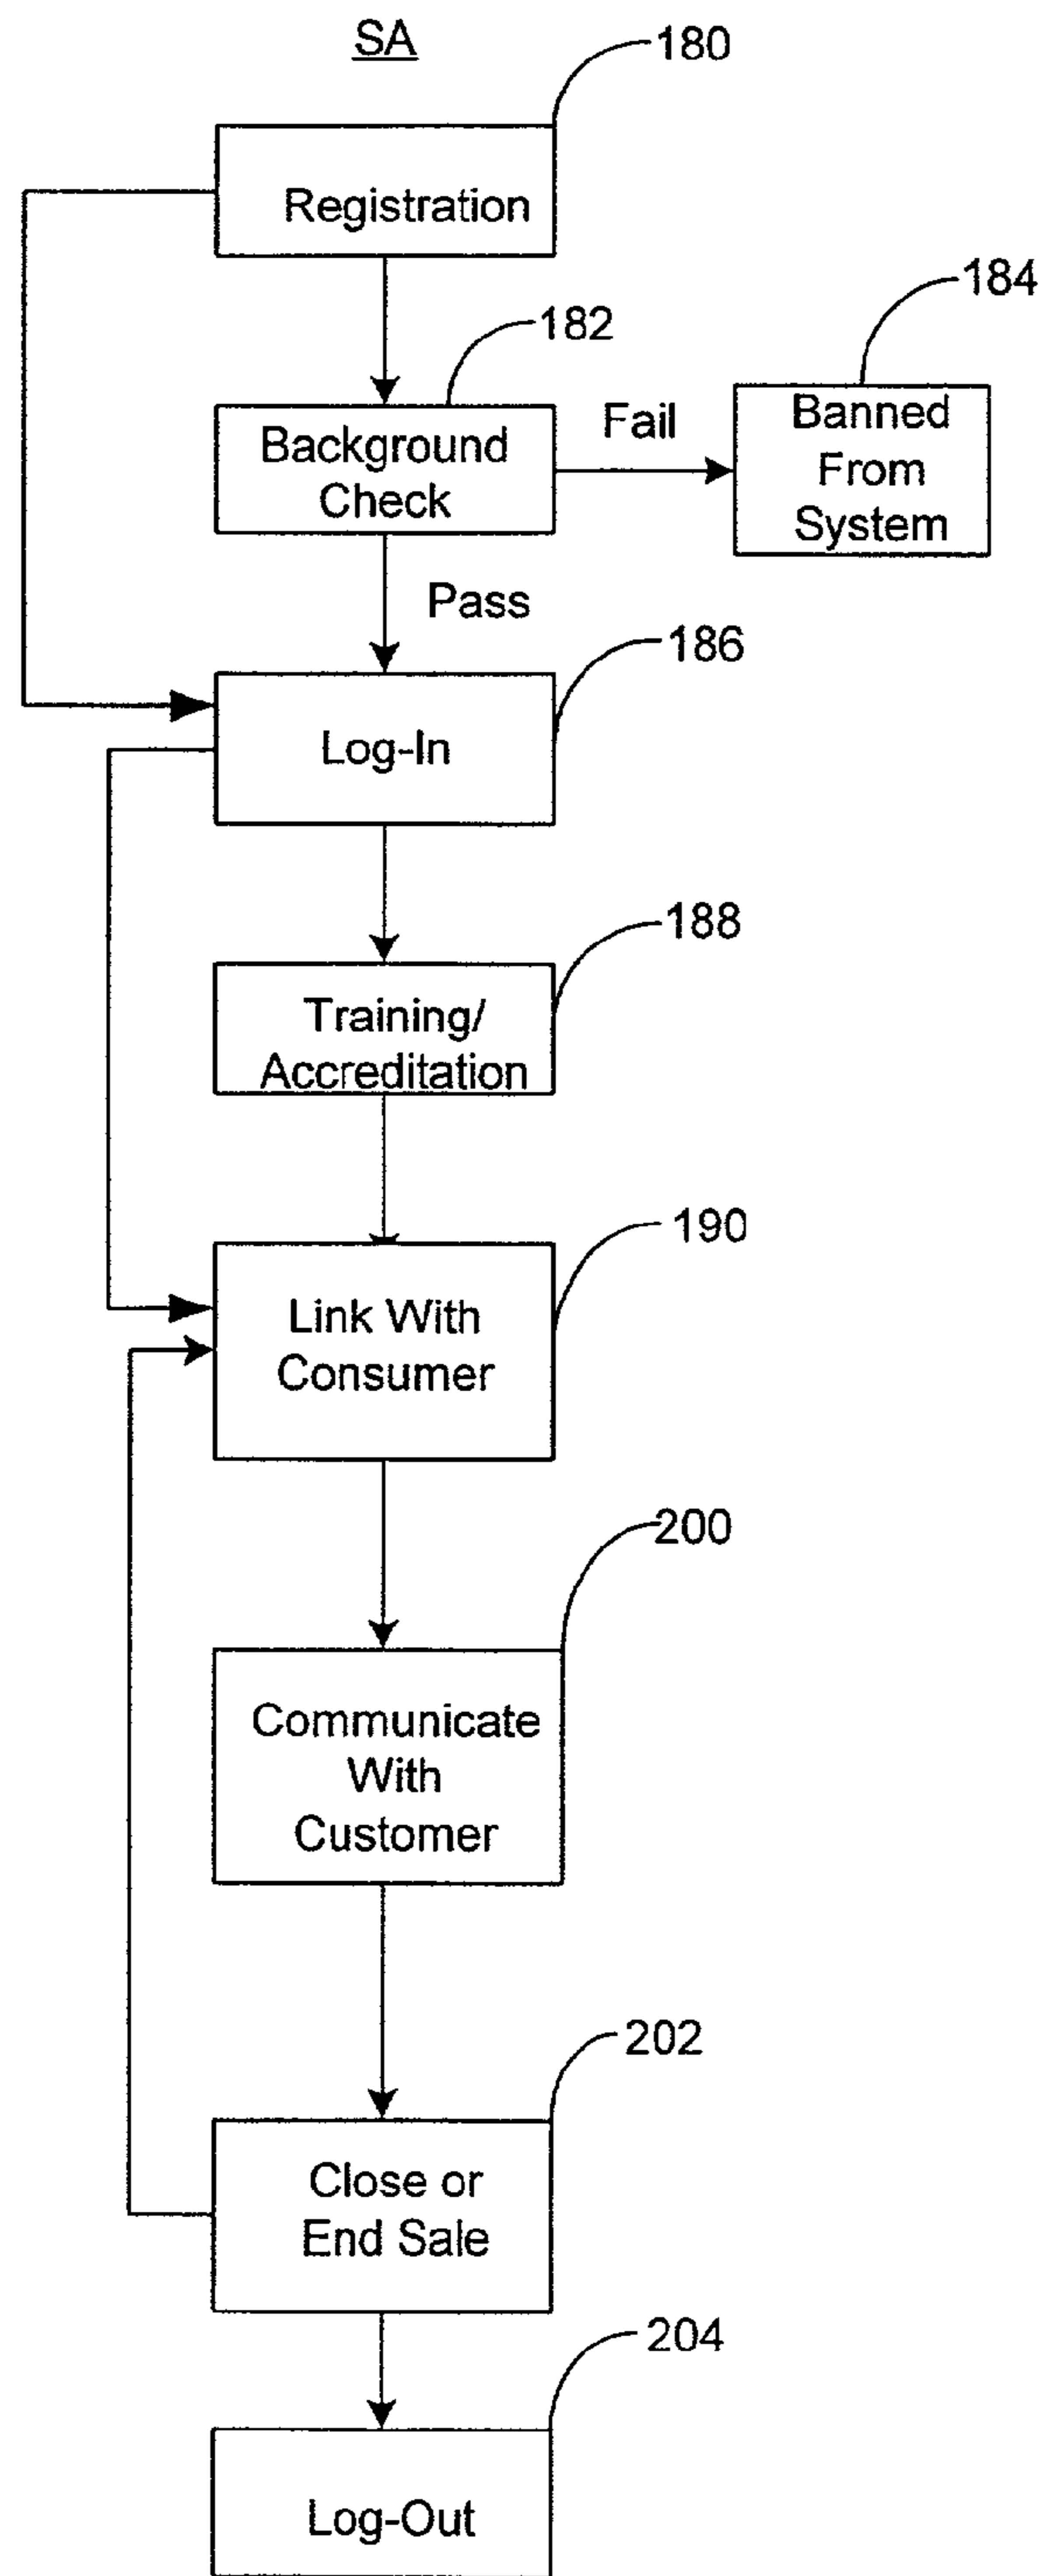 SA
180
Registration
184
182
Background
Check
Fail
Banned
From
System
Pass
186
Log-In
188
Training/
Accreditation
190
Link With
Consumer
200
Communicate
With
Customer
202
Close or
End Sale
204
Log-Out